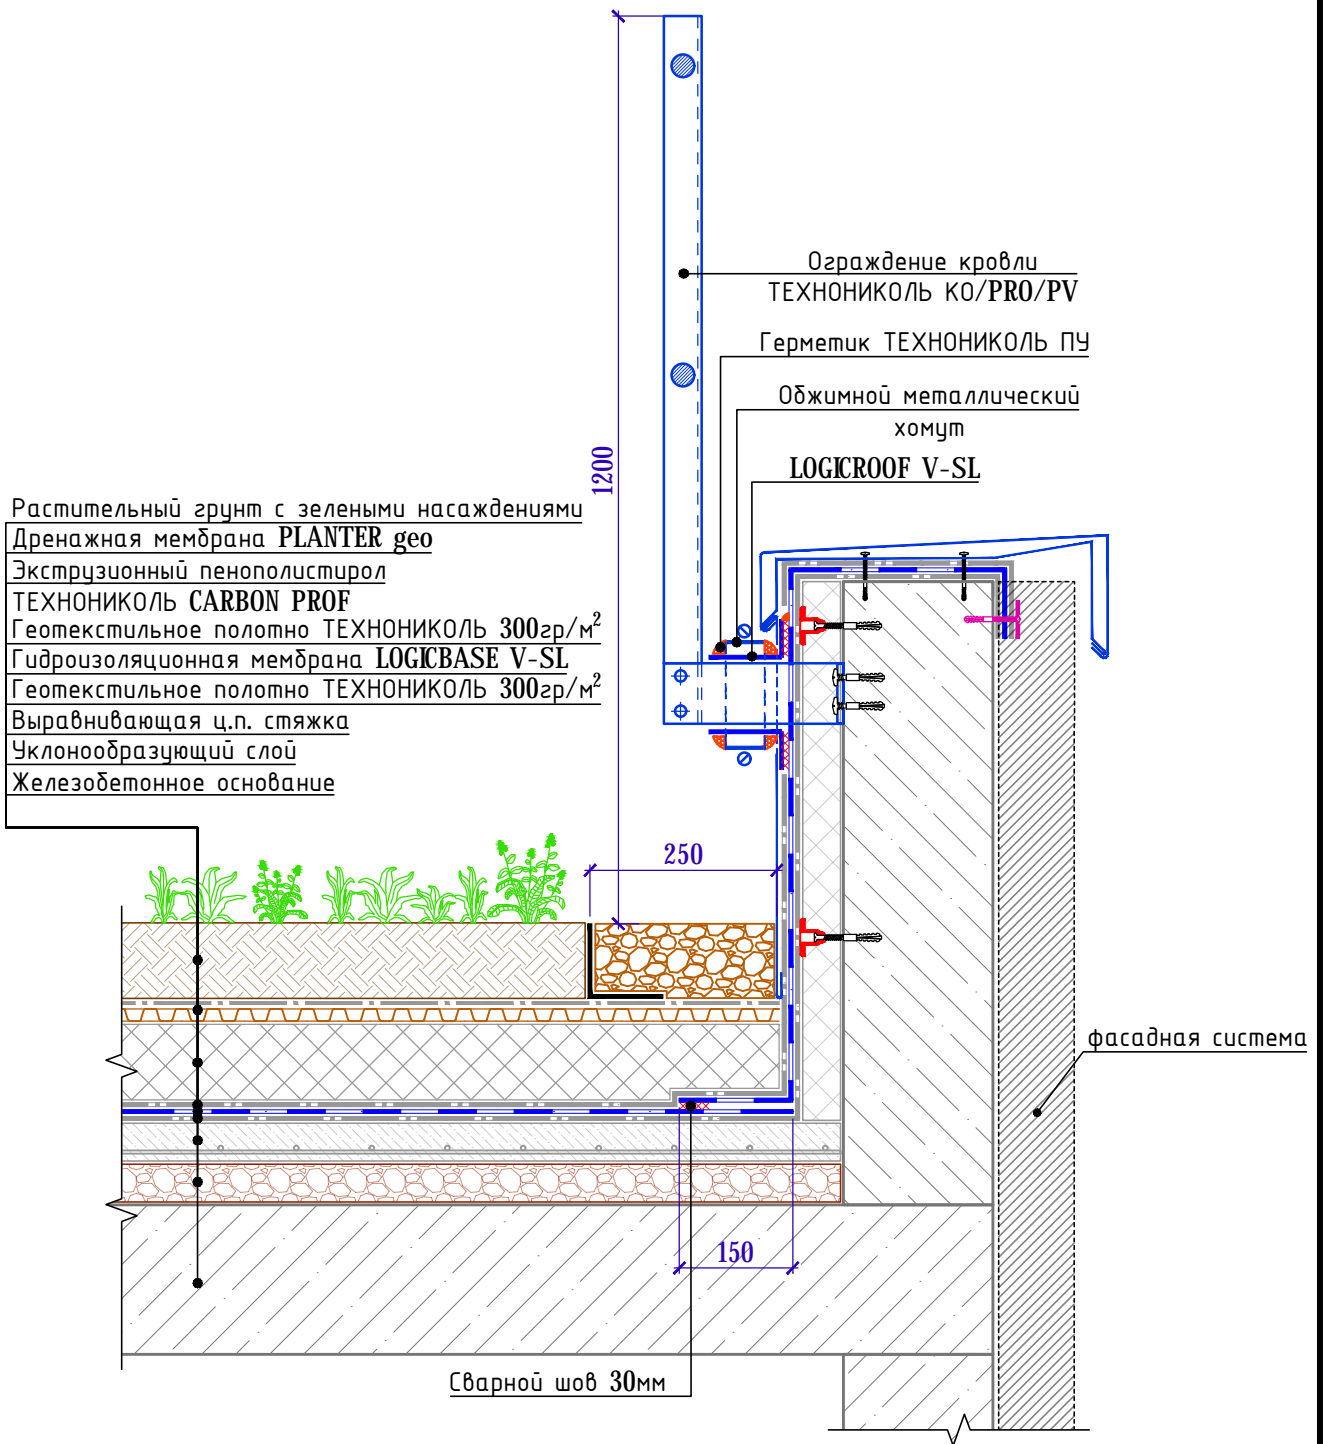 Ограждение кровли
ТЕХНОНИКОЛЬ КО/PRO/PV
Герметик ТЕХНОНИКОЛЬ ПУ
Обжимной металлический
хомут
LOGICROOF V-SL
1200
Растительный грунт с зелеными насаждениями
Дренажная мембрана PLANTER geo
Экструзионный пенополистирол
ТЕХНОНИКОЛЬ CARBON PROF
Геотекстильное полотно ТЕХНОНИКОЛЬ 300гр/м²
Гидроизоляционная мембрана LOGICBASE V-SL
Геотекстильное полотно ТЕХНОНИКОЛЬ 300гр/м²
Выравнивающая ц.п. стяжка
Уклонообразующий слой
Железобетонное основание
250
фасадная система
150
Сварной шов 30мм